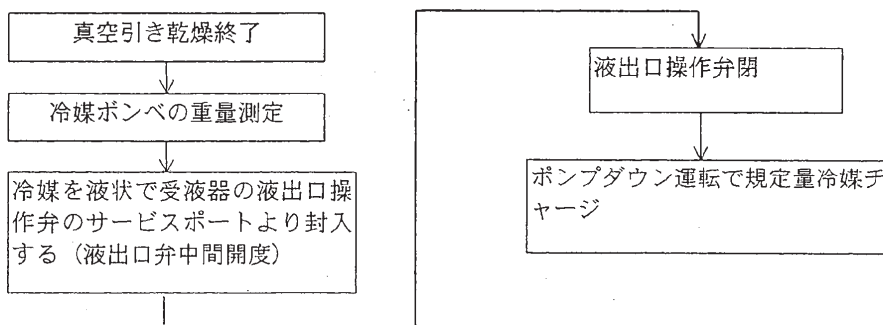 真空引き乾燥終了
冷媒ボンベの重量測定
冷媒を液状で受液器の液出口操
作弁のサービスポートより封入
する（液出口弁中間開度）
液出口操作弁閉
ポンプダウン運転で規定量冷媒チ
ャージ